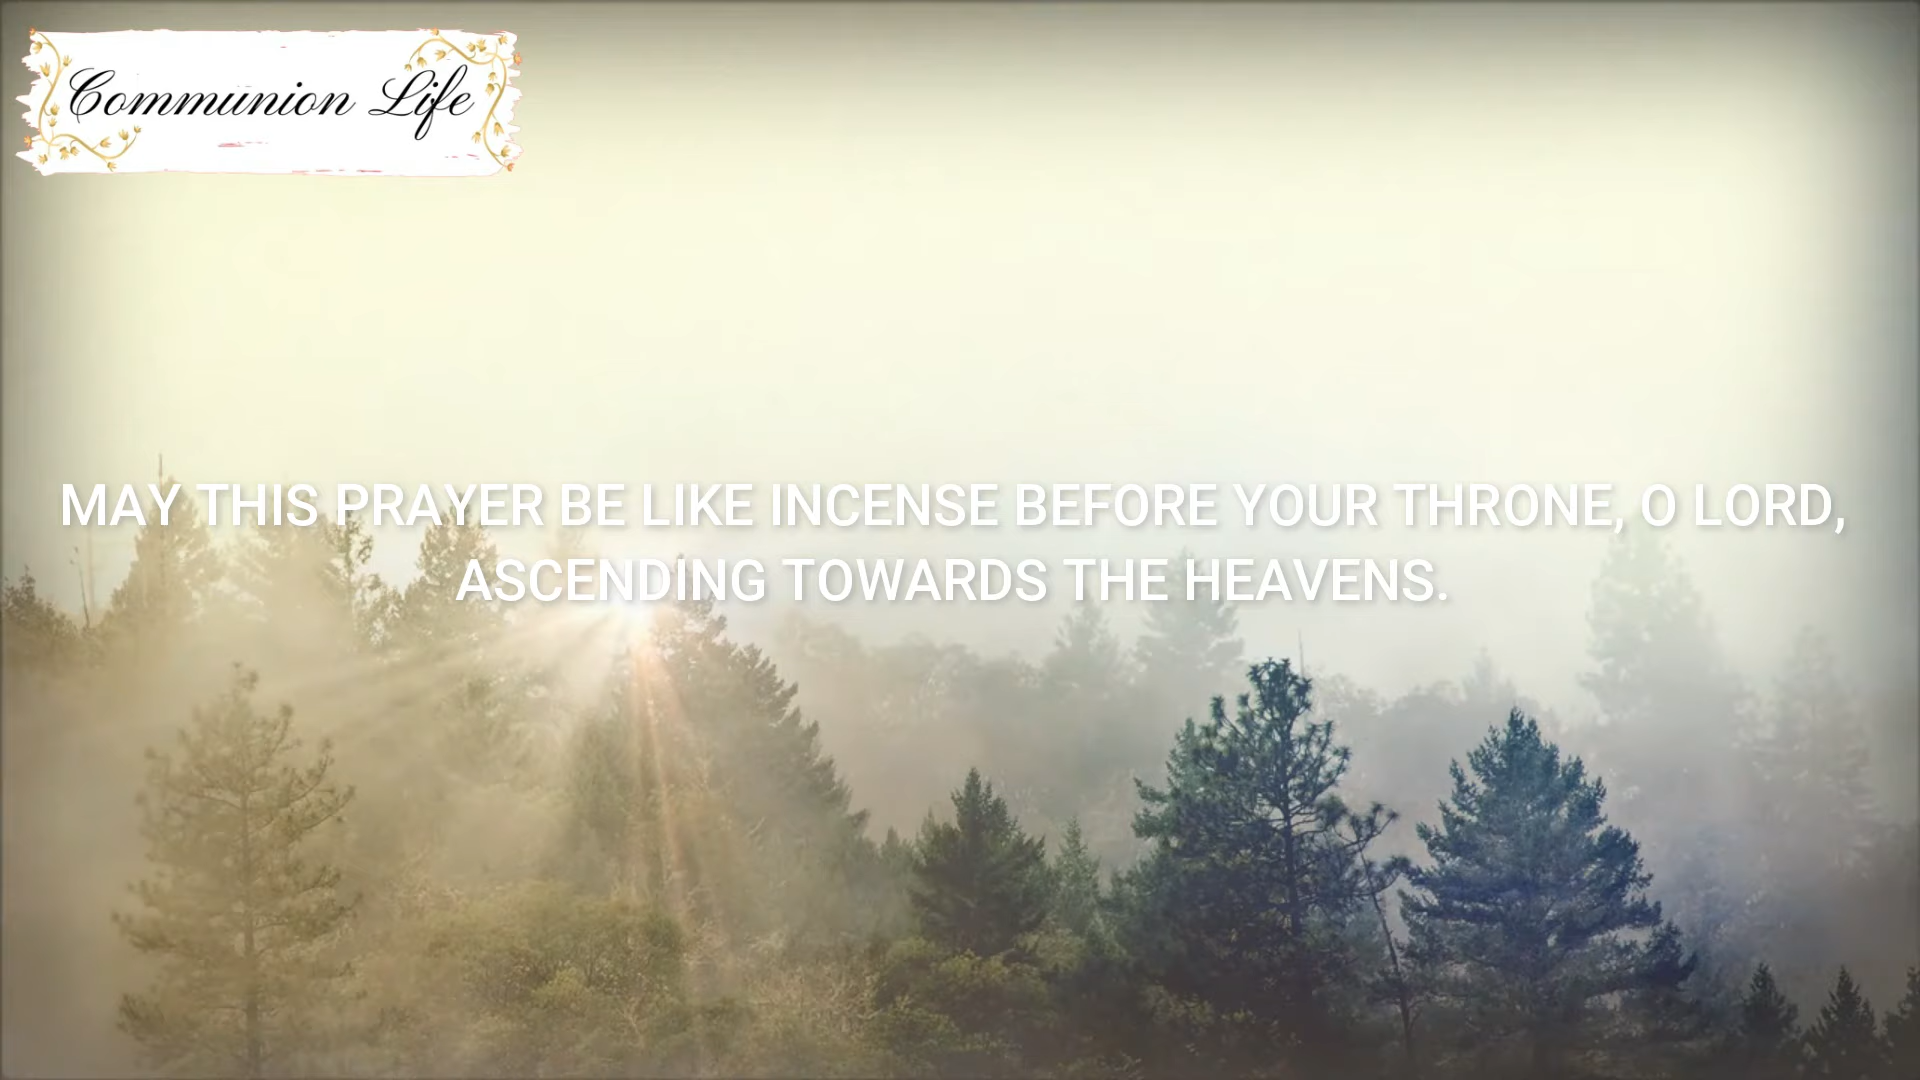 Communion Life
MAY THIS PRAYER BE LIKE INCENSE BEFORE YOUR THRONE, O LORD,
ASCENDING TOWARDS THE HEAVENS.